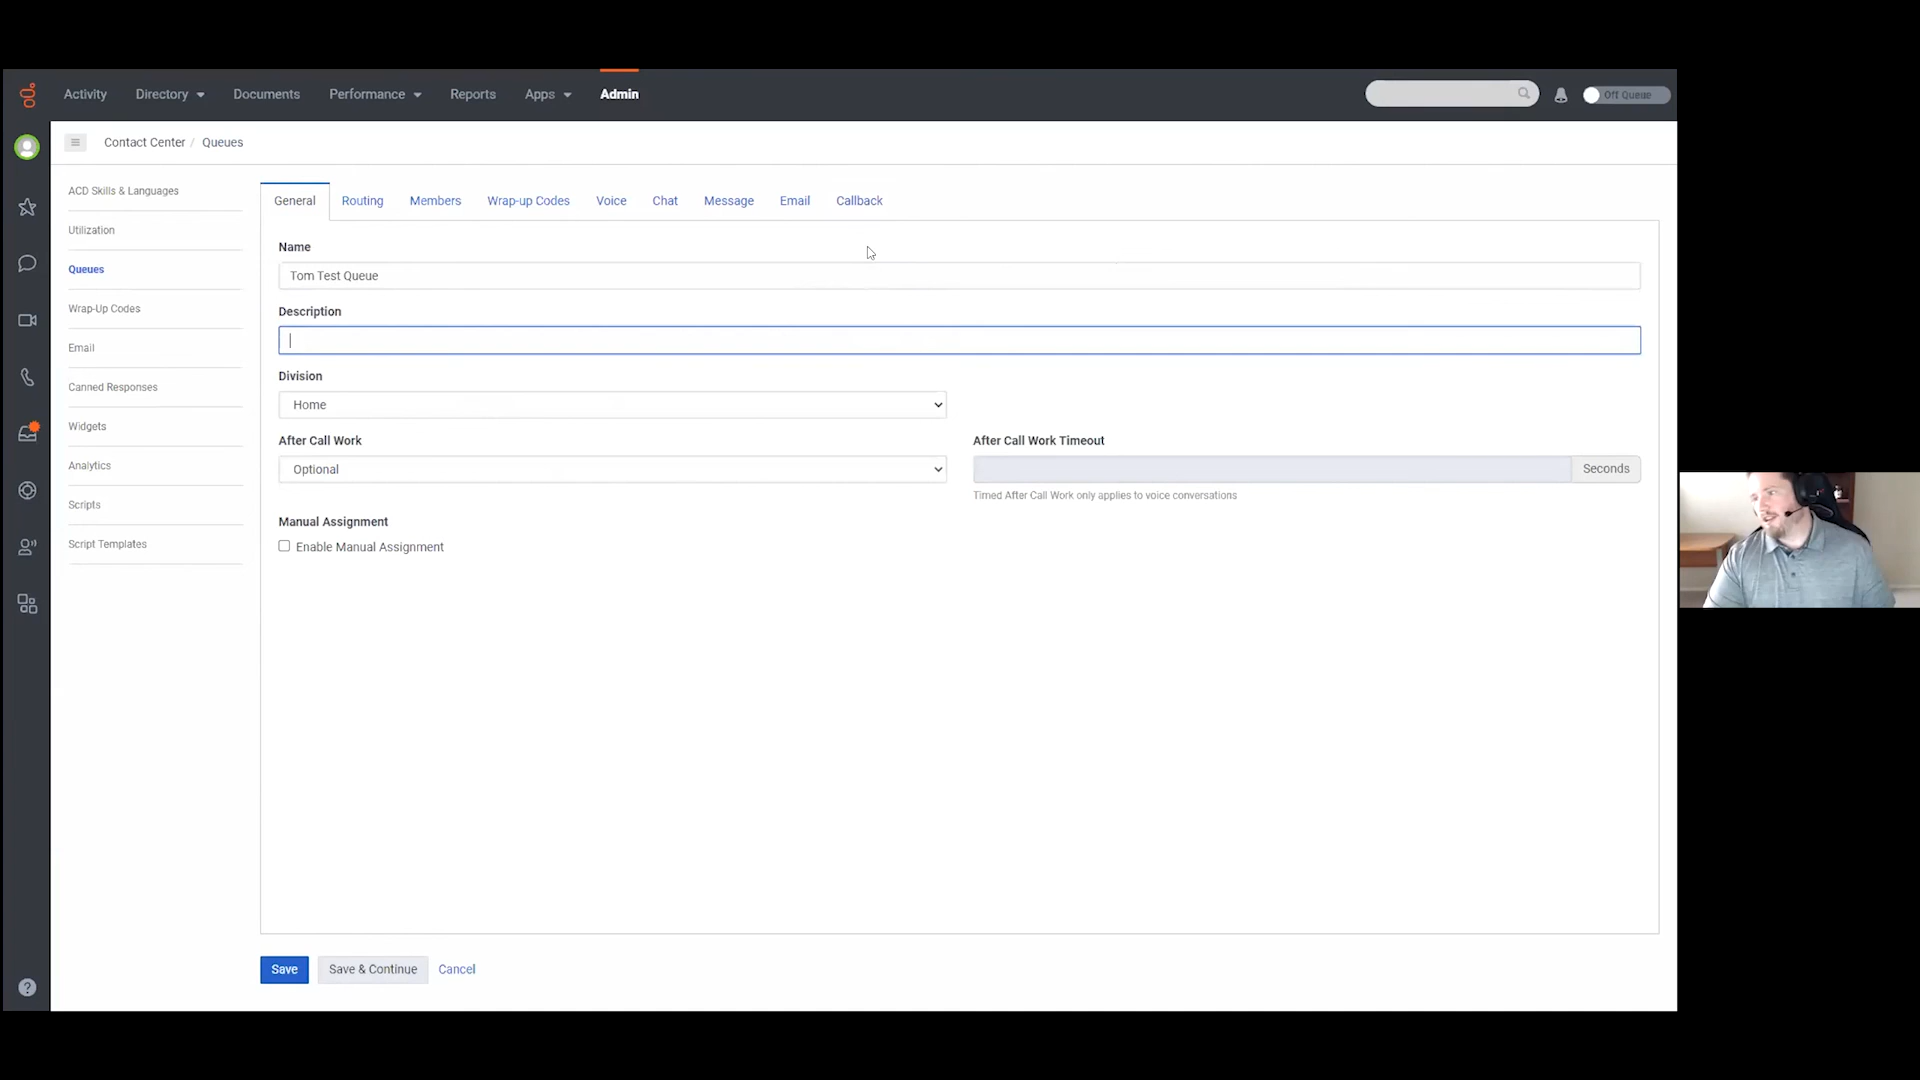 Activity Directory Documents Performance Reports Apps Admin Off Queue
Contact Center / Queues
ACD Skills & Languages
Utilization
Queues
Wrap-Up Codes
Email
Canned Responses
Widgets
Analytics
Scripts
Script Templates
General Routing Members Wrap-up Codes Voice Chat Message Email Callback
Name
Tom Test Queue
Description
Division
Home
After Call Work After Call Work Timeout
Optional Seconds
Timed After Call Work only applies to voice conversations
Manual Assignment
Enable Manual Assignment
Save Save & Continue Cancel